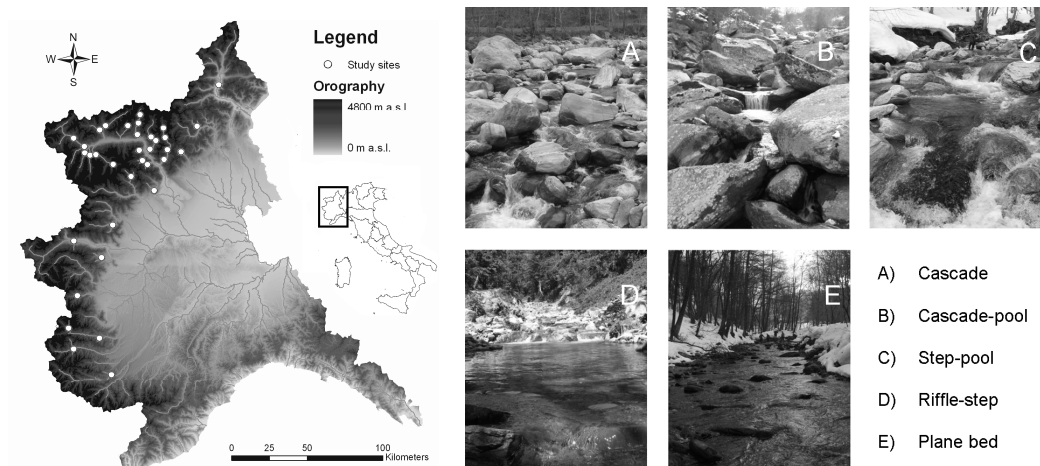 N
W E
S
Legend
Study sites
Orography
4800 m a.s.l.
0 m a.s.l.
0 25 50 100
Kilometers
A
B
C
D
E
A) Cascade
B) Cascade-pool
C) Step-pool
D) Riffle-step
E) Plane bed